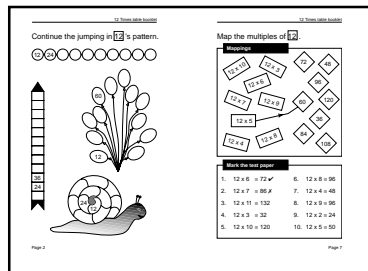 12 Times table booklet
Continue the jumping in 12 's pattern.
12 24
60
12
36
24
24
12
Page 2
12 Times table booklet
Map the multiples of 12 .
Mappings
12 x 10
12 x 3
72
48
12 x 6
96
12 x 7
12 x 9
60
120
12 x 5
36
12 x 4
12 x 8
84
108
Mark the test paper
1. 12 x 6 = 72 ✔
2. 12 x 7 = 86 ✗
3. 12 x 11 = 132
4. 12 x 3 = 32
5. 12 x 10 = 120
6. 12 x 8 = 96
7. 12 x 4 = 48
8. 12 x 9 = 96
9. 12 x 2 = 24
10. 12 x 5 = 50
Page 7